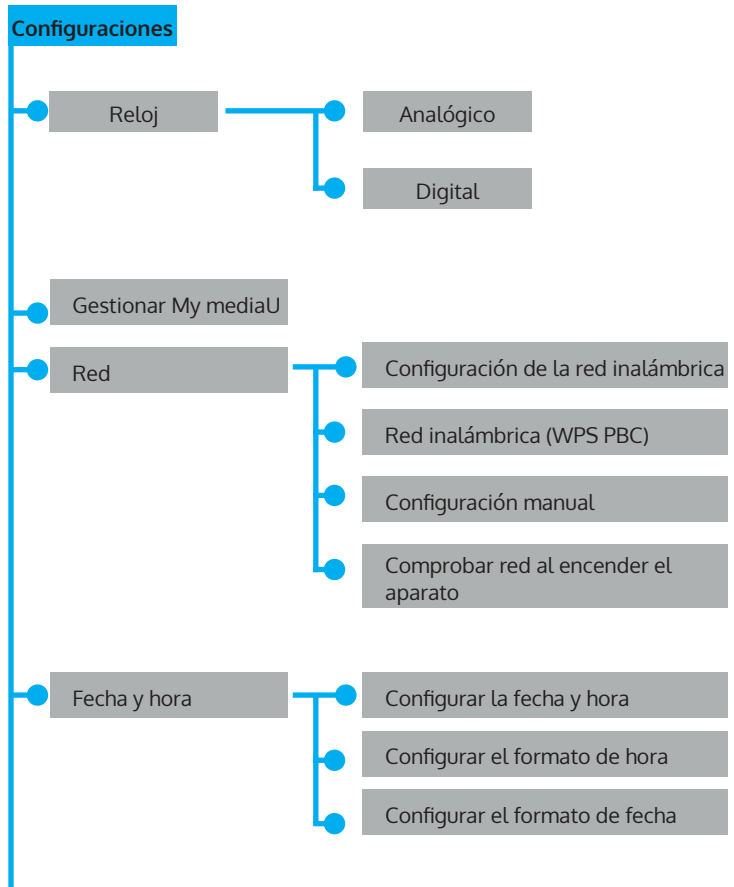 Configuraciones
Reloj
Analógico
Digital
Gestionar My mediaU
Red
Configuración de la red inalámbrica
Red inalámbrica (WPS PBC)
Configuración manual
Comprobar red al encender el
aparato
Fecha y hora
Configurar la fecha y hora
Configurar el formato de hora
Configurar el formato de fecha